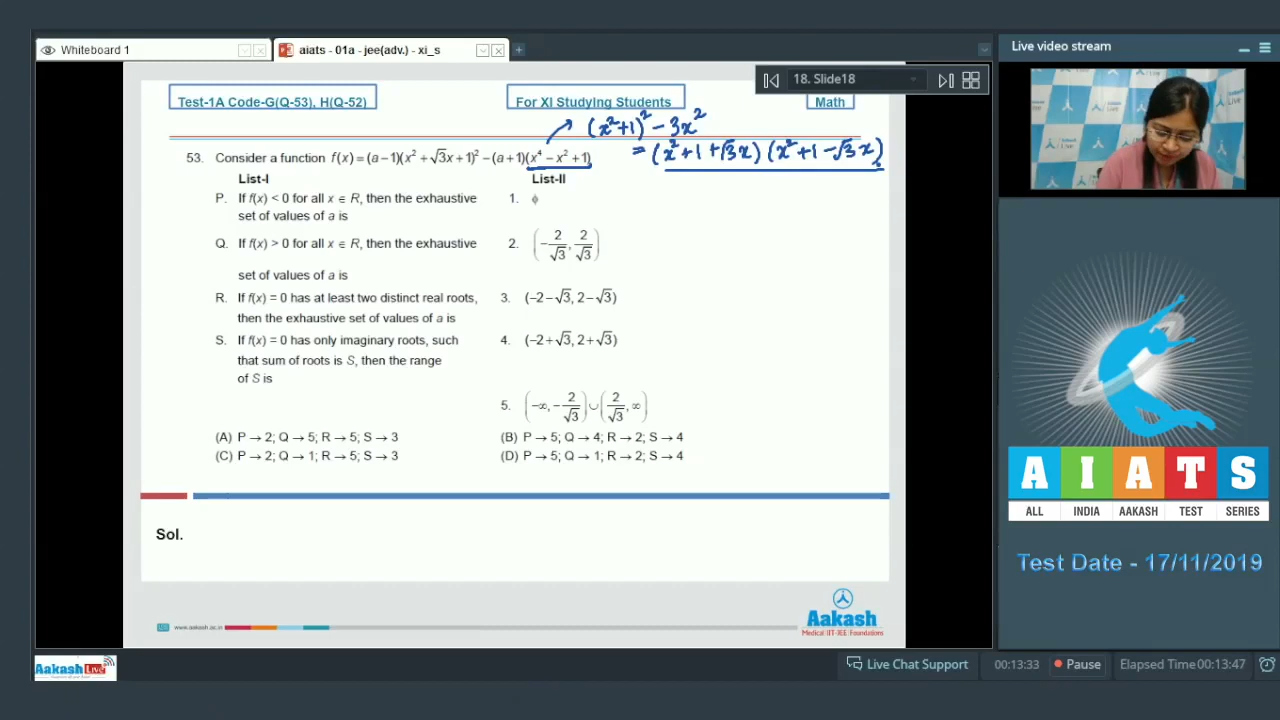 Whiteboard 1
aiats - 01a - jee(adv.) - xi_s
Live video stream
18. Slide18
Test-1A Code-G(Q-53), H(Q-52)
For XI Studying Students
Math
(x²+1)² - 3x²
= (x²+1+√3x)(x²+1-√3x)
53. Consider a function f(x) = (a – 1)(x² + √3x + 1)² – (a + 1)(x⁴ – x² + 1)
List-I List-II
P. If f(x) < 0 for all x ∈ R, then the exhaustive set of values of a is
1. ϕ
Q. If f(x) > 0 for all x ∈ R, then the exhaustive set of values of a is
2. (-2/√3, 2/√3)
R. If f(x) = 0 has at least two distinct real roots, then the exhaustive set of values of a is
3. (–2 – √3, 2 – √3)
S. If f(x) = 0 has only imaginary roots, such that sum of roots is S, then the range of S is
4. (–2 + √3, 2 + √3)
5. (-∞, -2/√3) ∪ (2/√3, ∞)
(A) P → 2; Q → 5; R → 5; S → 3
(B) P → 5; Q → 4; R → 2; S → 4
(C) P → 2; Q → 1; R → 5; S → 3
(D) P → 5; Q → 1; R → 2; S → 4
Sol.
www.aakash.ac.in
Aakash
Medical | IIT-JEE | Foundations
A I A T S
ALL INDIA AAKASH TEST SERIES
Test Date - 17/11/2019
Aakash Live
Live Chat Support
00:13:33
Pause
Elapsed Time 00:13:47